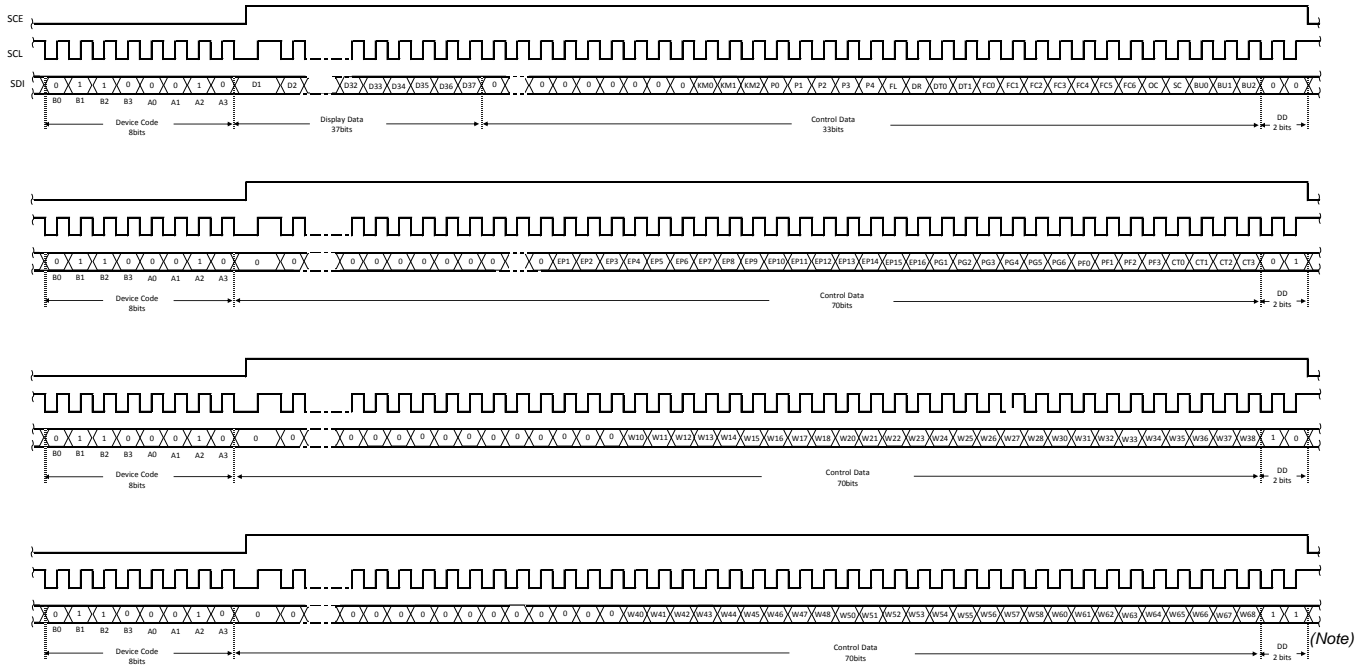 SCE
SCL
SDI 0 1 1 0 0 0 1 0 D1 D2 D32 D33 D34 D35 D36 D37 0 0 0 0 0 0 0 0 KM0 KM1 KM2 P0 P1 P2 P3 P4 FL DR DT0 DT1 FC0 FC1 FC2 FC3 FC4 FC5 FC6 OC SC BU0 BU1 BU2 0 0
B0 B1 B2 B3 A0 A1 A2 A3
Device Code Display Data Control Data DD
8bits 37bits 33bits 2 bits
0 1 1 0 0 0 1 0 0 0 0 0 0 0 0 0 0 0 0 EP1 EP2 EP3 EP4 EP5 EP6 EP7 EP8 EP9 EP10 EP11 EP12 EP13 EP14 EP15 EP16 PG1 PG2 PG3 PG4 PG5 PG6 PF0 PF1 PF2 PF3 CT0 CT1 CT2 CT3 0 1
B0 B1 B2 B3 A0 A1 A2 A3
Device Code Control Data DD
8bits 70bits 2 bits
0 1 1 0 0 0 1 0 0 0 0 0 0 0 0 0 0 0 0 0 0 0 0 W10 W11 W12 W13 W14 W15 W16 W17 W18 W20 W21 W22 W23 W24 W25 W26 W27 W28 W30 W31 W32 W33 W34 W35 W36 W37 W38 1 0
B0 B1 B2 B3 A0 A1 A2 A3
Device Code Control Data DD
8bits 70bits 2 bits
0 1 1 0 0 0 1 0 0 0 0 0 0 0 0 0 0 0 0 0 0 0 0 W40 W41 W42 W43 W44 W45 W46 W47 W48 W50 W51 W52 W53 W54 W55 W56 W57 W58 W60 W61 W62 W63 W64 W65 W66 W67 W68 1 1
B0 B1 B2 B3 A0 A1 A2 A3 (Note)
Device Code Control Data DD
8bits 70bits 2 bits